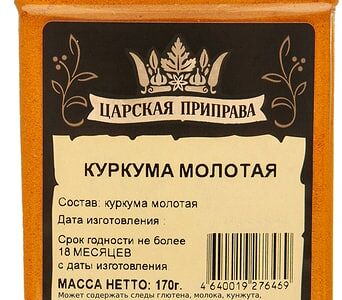 ЦАРСКАЯ ПРИПРАВА
КУРКУМА МОЛОТАЯ
Состав: куркума молотая
Дата изготовления :
Срок годности не более
18 МЕСЯЦЕВ
с даты изготовления
МАССА НЕТТО: 170г.
4 640019 276469
Может содержать следы глютена, молока, кунжута,